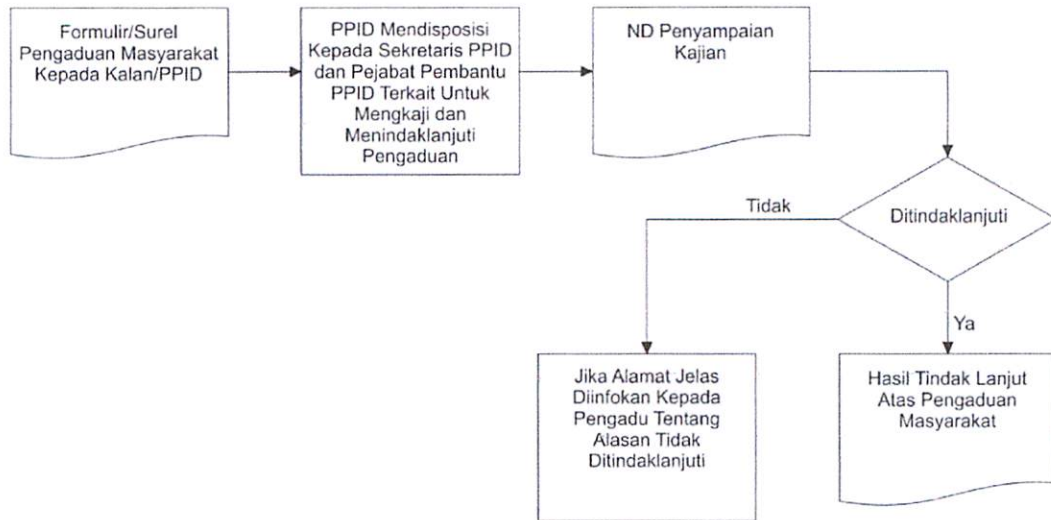 Formulir/Surel
Pengaduan Masyarakat
Kepada Kalan/PPID
PPID Mendisposisi
Kepada Sekretaris PPID
dan Pejabat Pembantu
PPID Terkait Untuk
Mengkaji dan
Menindaklanjuti
Pengaduan
ND Penyampaian
Kajian
Ditindaklanjuti
Tidak
Ya
Jika Alamat Jelas
Diinfokan Kepada
Pengadu Tentang
Alasan Tidak
Ditindaklanjuti
Hasil Tindak Lanjut
Atas Pengaduan
Masyarakat